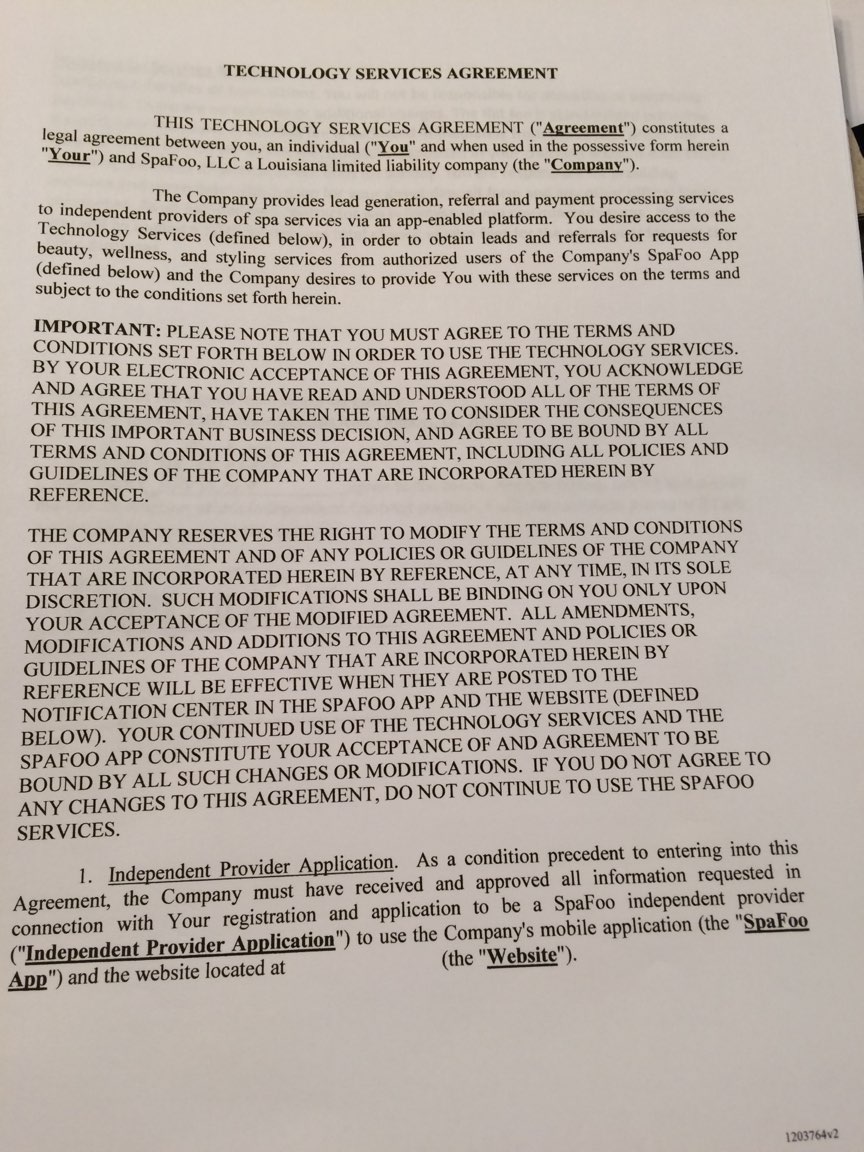 TECHNOLOGY SERVICES AGREEMENT
THIS TECHNOLOGY SERVICES AGREEMENT ("Agreement") constitutes a
legal agreement between you, an individual ("You" and when used in the possessive form herein
"Your") and SpaFoo, LLC a Louisiana limited liability company (the "Company").
The Company provides lead generation, referral and payment processing services
to independent providers of spa services via an app-enabled platform. You desire access to the
Technology Services (defined below), in order to obtain leads and referrals for requests for
beauty, wellness, and styling services from authorized users of the Company's SpaFoo App
(defined below) and the Company desires to provide You with these services on the terms and
subject to the conditions set forth herein.
IMPORTANT: PLEASE NOTE THAT YOU MUST AGREE TO THE TERMS AND
CONDITIONS SET FORTH BELOW IN ORDER TO USE THE TECHNOLOGY SERVICES.
BY YOUR ELECTRONIC ACCEPTANCE OF THIS AGREEMENT, YOU ACKNOWLEDGE
AND AGREE THAT YOU HAVE READ AND UNDERSTOOD ALL OF THE TERMS OF
THIS AGREEMENT, HAVE TAKEN THE TIME TO CONSIDER THE CONSEQUENCES
OF THIS IMPORTANT BUSINESS DECISION, AND AGREE TO BE BOUND BY ALL
TERMS AND CONDITIONS OF THIS AGREEMENT, INCLUDING ALL POLICIES AND
GUIDELINES OF THE COMPANY THAT ARE INCORPORATED HEREIN BY
REFERENCE.
THE COMPANY RESERVES THE RIGHT TO MODIFY THE TERMS AND CONDITIONS
OF THIS AGREEMENT AND OF ANY POLICIES OR GUIDELINES OF THE COMPANY
THAT ARE INCORPORATED HEREIN BY REFERENCE, AT ANY TIME, IN ITS SOLE
DISCRETION. SUCH MODIFICATIONS SHALL BE BINDING ON YOU ONLY UPON
YOUR ACCEPTANCE OF THE MODIFIED AGREEMENT. ALL AMENDMENTS,
MODIFICATIONS AND ADDITIONS TO THIS AGREEMENT AND POLICIES OR
GUIDELINES OF THE COMPANY THAT ARE INCORPORATED HEREIN BY
REFERENCE WILL BE EFFECTIVE WHEN THEY ARE POSTED TO THE
NOTIFICATION CENTER IN THE SPAFOO APP AND THE WEBSITE (DEFINED
BELOW). YOUR CONTINUED USE OF THE TECHNOLOGY SERVICES AND THE
SPAFOO APP CONSTITUTE YOUR ACCEPTANCE OF AND AGREEMENT TO BE
BOUND BY ALL SUCH CHANGES OR MODIFICATIONS. IF YOU DO NOT AGREE TO
ANY CHANGES TO THIS AGREEMENT, DO NOT CONTINUE TO USE THE SPAFOO
SERVICES.
1. Independent Provider Application. As a condition precedent to entering into this
Agreement, the Company must have received and approved all information requested in
connection with Your registration and application to be a SpaFoo independent provider
("Independent Provider Application") to use the Company's mobile application (the "SpaFoo
App") and the website located at (the "Website").
1203764v2